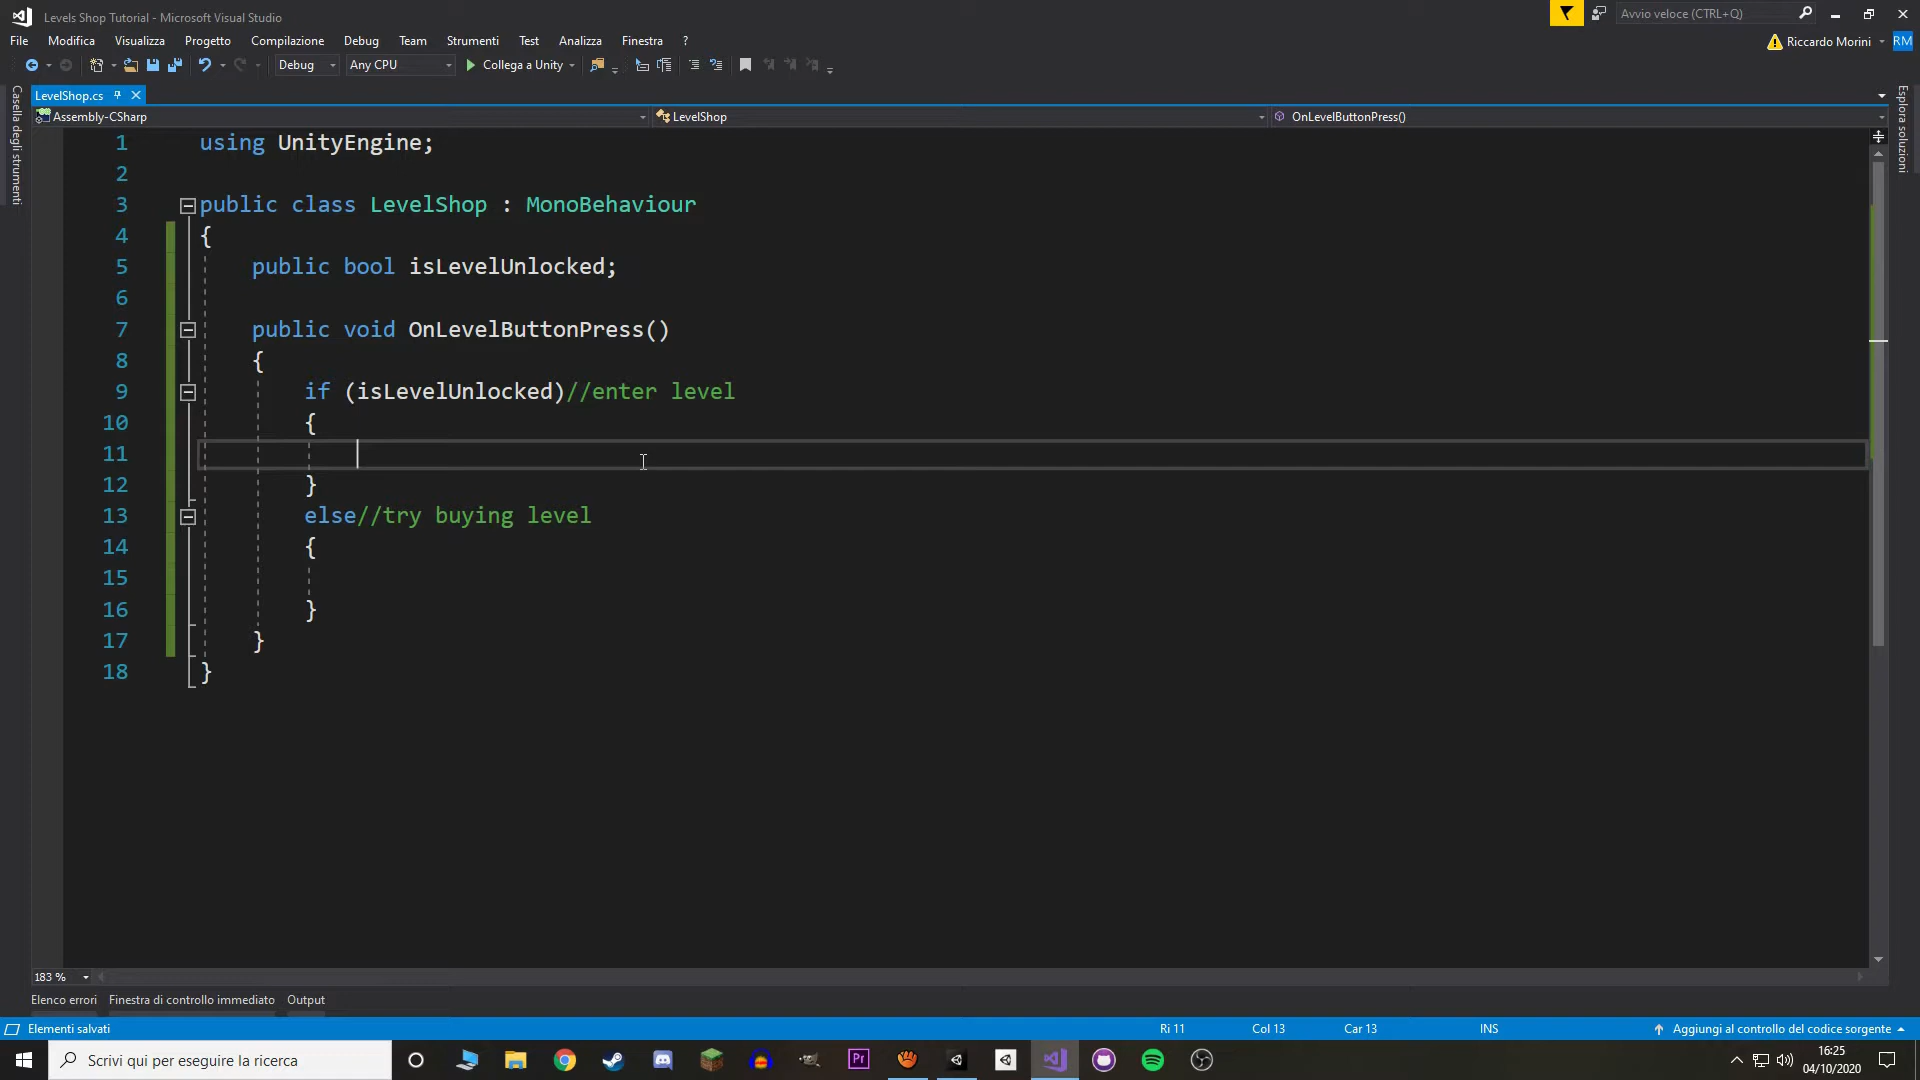 Levels Shop Tutorial - Microsoft Visual Studio
Avvio veloce (CTRL+Q)
File Modifica Visualizza Progetto Compilazione Debug Team Strumenti Test Analizza Finestra ?
Riccardo Morini RM
Debug Any CPU Collega a Unity
Casella degli strumenti
Esplora soluzioni
LevelShop.cs
Assembly-CSharp LevelShop OnLevelButtonPress()
1 using UnityEngine;
2
3 public class LevelShop : MonoBehaviour
4 {
5 public bool isLevelUnlocked;
6
7 public void OnLevelButtonPress()
8 {
9 if (isLevelUnlocked)//enter level
10 {
11
12 }
13 else//try buying level
14 {
15
16 }
17 }
18 }
183 %
Elenco errori Finestra di controllo immediato Output
Elementi salvati Ri 11 Col 13 Car 13 INS Aggiungi al controllo del codice sorgente
Scrivi qui per eseguire la ricerca
Pr
16:25
04/10/2020